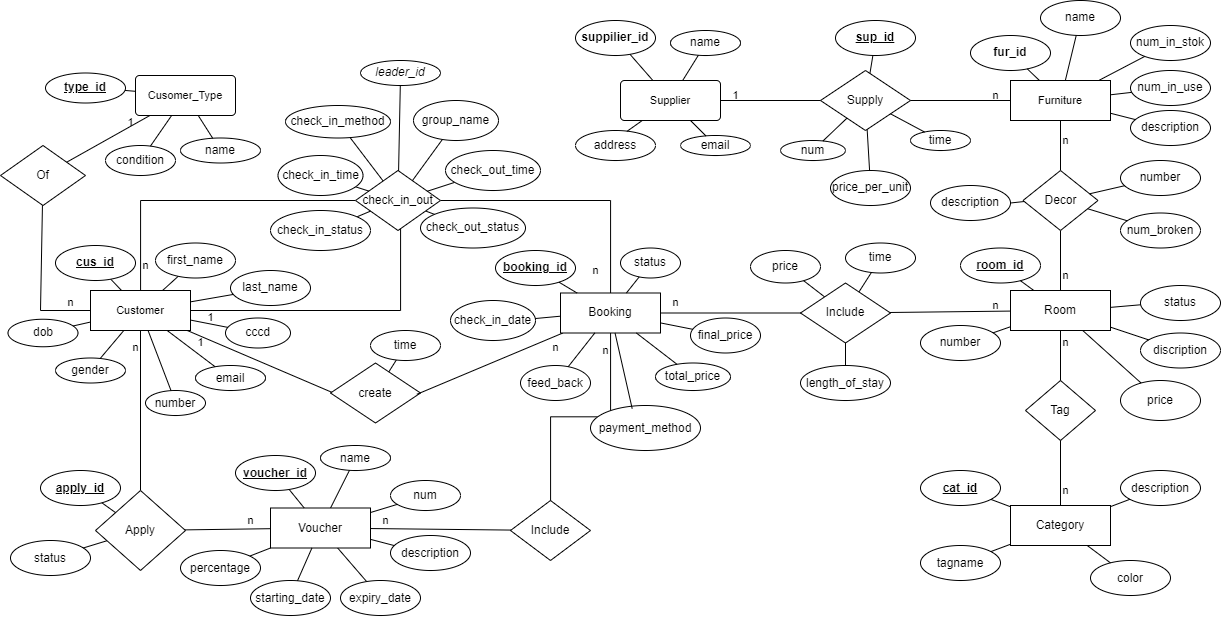 suppilier_id
name
sup_id
name
fur_id
num_in_stok
type_id
Cusomer_Type
leader_id
Supplier
1
Supply
n
Furniture
num_in_use
check_in_method
group_name
1
condition
name
address
email
num
time
description
n
Of
check_in_time
check_out_time
price_per_unit
number
check_in_out
Decor
description
check_in_status
check_out_status
num_broken
cus_id
first_name
n
booking_id
status
n
price
time
room_id
n
last_name
n
Customer
1
Booking
n
Include
n
Room
status
dob
cccd
check_in_date
final_price
number
discription
1
n
time
n
n
n
gender
email
number
create
feed_back
total_price
length_of_stay
price
payment_method
Tag
name
voucher_id
apply_id
num
cat_id
n
description
Apply
n
Voucher
n
Include
Category
status
percentage
description
tagname
color
starting_date
expiry_date